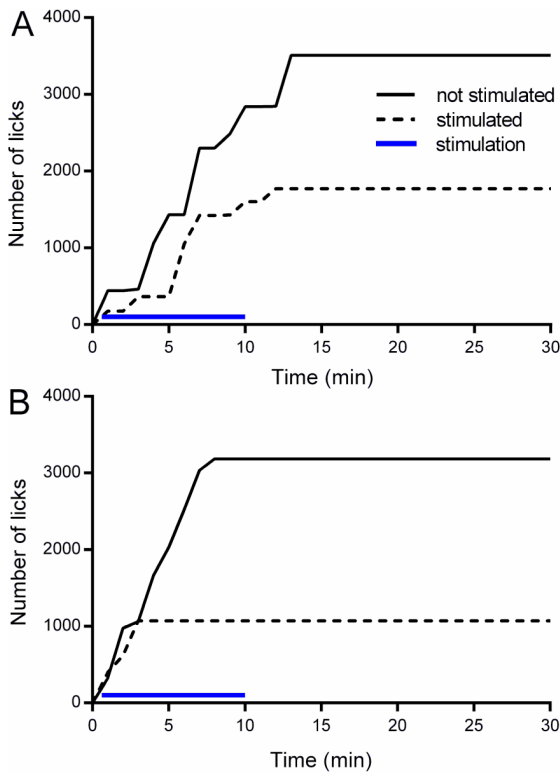 A
4000
3000
2000
1000
0
Number of licks
not stimulated
stimulated
stimulation
0 5 10 15 20 25 30
Time (min)
B
4000
3000
2000
1000
0
Number of licks
0 5 10 15 20 25 30
Time (min)